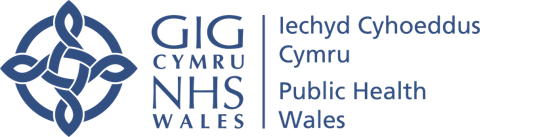 GIG
CYMRU
NHS
WALES
Iechyd Cyhoeddus
Cymru
Public Health
Wales